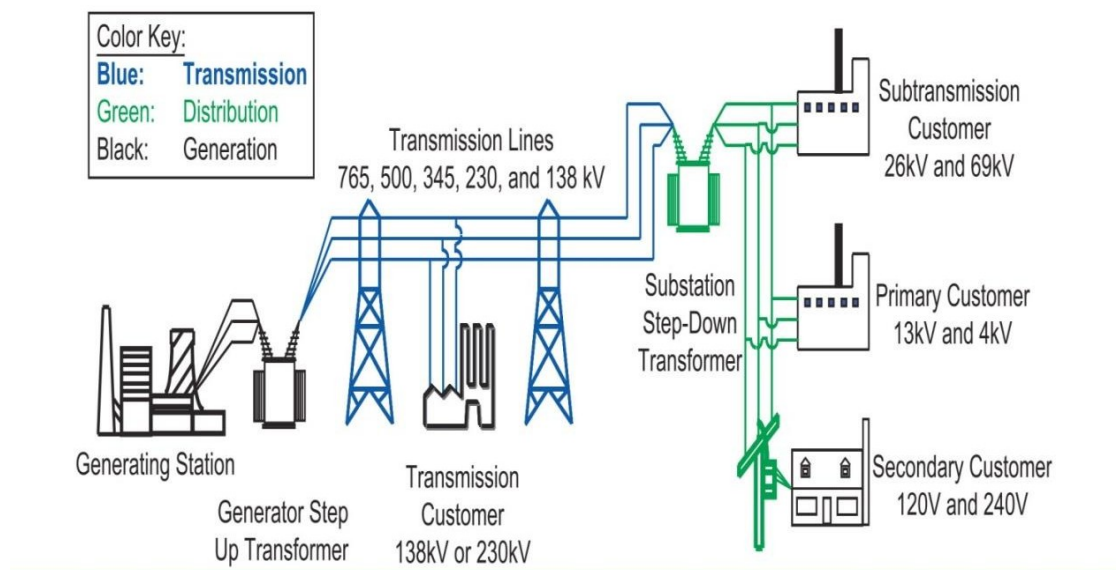 Color Key:
Blue: Transmission
Green: Distribution
Black: Generation
Transmission Lines
765, 500, 345, 230, and 138 kV
Subtransmission
Customer
26kV and 69kV
Substation
Step-Down
Transformer
Primary Customer
13kV and 4kV
Generating Station
Generator Step
Up Transformer
Transmission
Customer
138kV or 230kV
Secondary Customer
120V and 240V